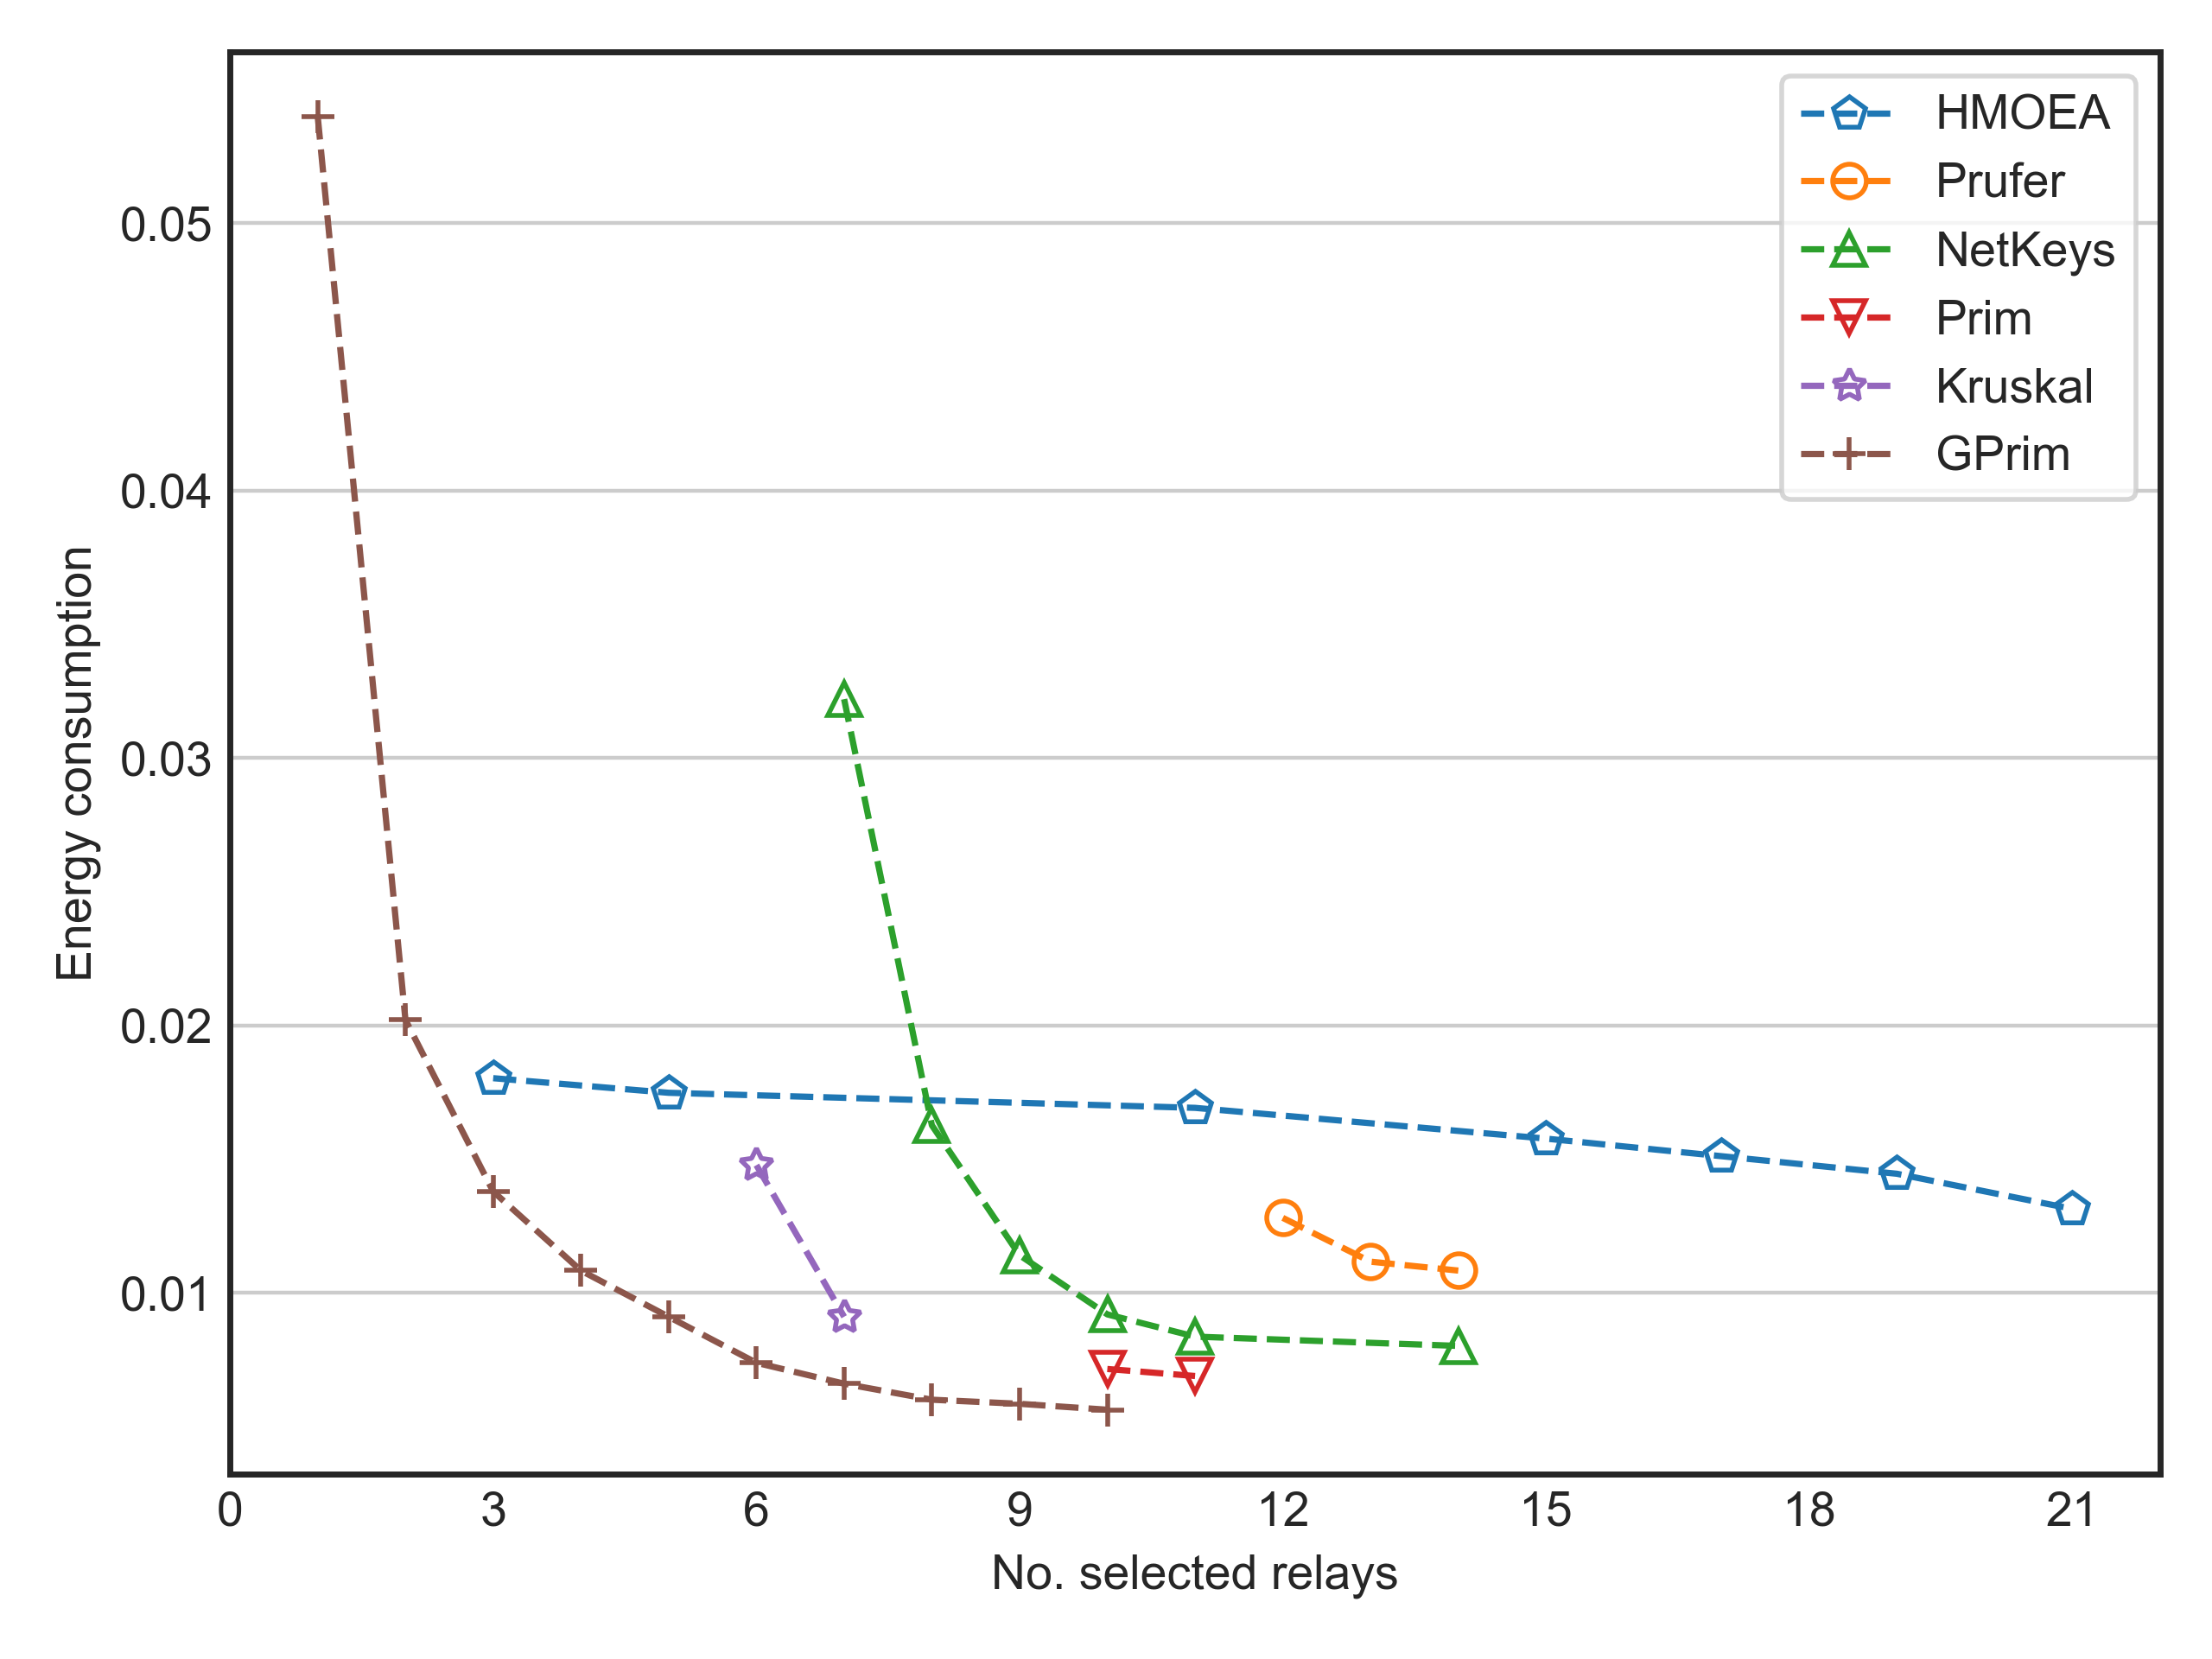 HMOEA
Prufer
NetKeys
Prim
Kruskal
GPrim
0.05
0.04
0.03
0.02
0.01
Energy consumption
0 3 6 9 12 15 18 21
No. selected relays